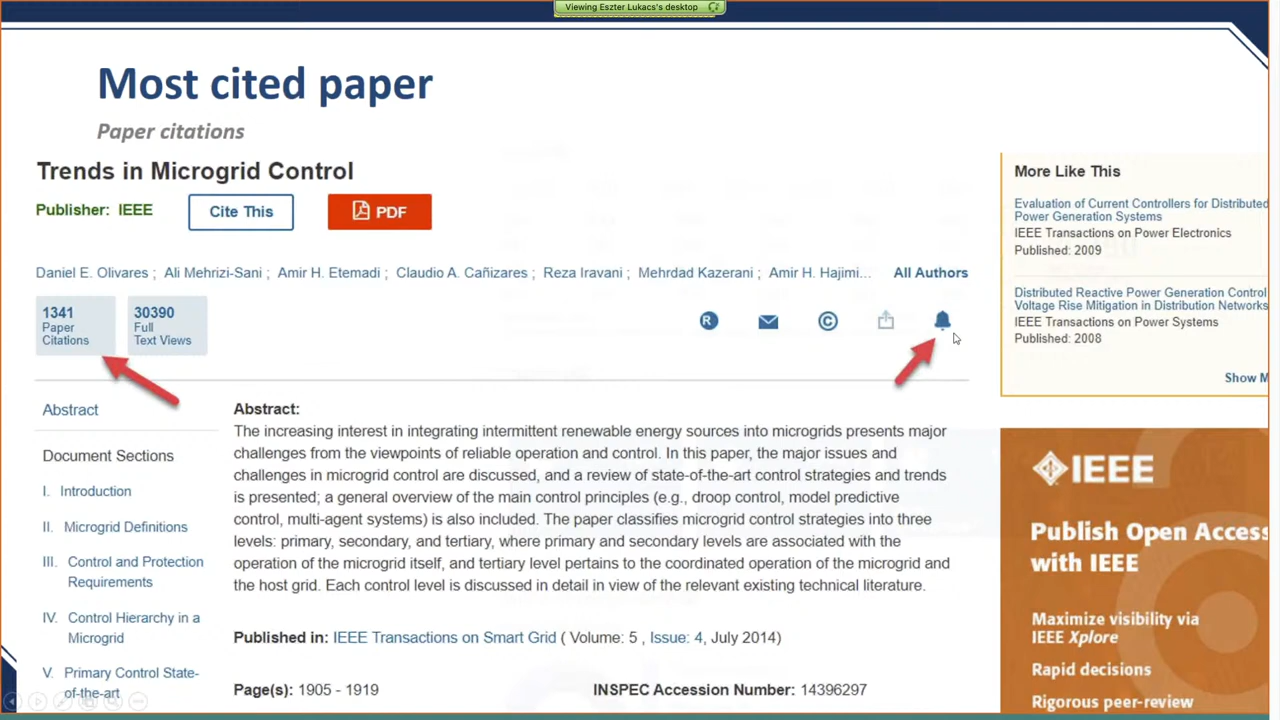 Viewing Eszter Lukacs's desktop
Most cited paper
Paper citations
Trends in Microgrid Control
Publisher: IEEE
Cite This
PDF
Daniel E. Olivares ; Ali Mehrizi-Sani ; Amir H. Etemadi ; Claudio A. Cañizares ; Reza Iravani ; Mehrdad Kazerani ; Amir H. Hajimi... All Authors
1341
Paper
Citations
30390
Full
Text Views
R
©
Abstract
Document Sections
I. Introduction
II. Microgrid Definitions
III. Control and Protection
Requirements
IV. Control Hierarchy in a
Microgrid
V. Primary Control State-
of-the-art
Abstract:
The increasing interest in integrating intermittent renewable energy sources into microgrids presents major
challenges from the viewpoints of reliable operation and control. In this paper, the major issues and
challenges in microgrid control are discussed, and a review of state-of-the-art control strategies and trends
is presented; a general overview of the main control principles (e.g., droop control, model predictive
control, multi-agent systems) is also included. The paper classifies microgrid control strategies into three
levels: primary, secondary, and tertiary, where primary and secondary levels are associated with the
operation of the microgrid itself, and tertiary level pertains to the coordinated operation of the microgrid and
the host grid. Each control level is discussed in detail in view of the relevant existing technical literature.
Published in: IEEE Transactions on Smart Grid ( Volume: 5 , Issue: 4, July 2014)
Page(s): 1905 - 1919
INSPEC Accession Number: 14396297
More Like This
Evaluation of Current Controllers for Distributed
Power Generation Systems
IEEE Transactions on Power Electronics
Published: 2009
Distributed Reactive Power Generation Control
Voltage Rise Mitigation in Distribution Networks
IEEE Transactions on Power Systems
Published: 2008
Show M
IEEE
Publish Open Access
with IEEE
Maximize visibility via
IEEE Xplore
Rapid decisions
Rigorous peer-review